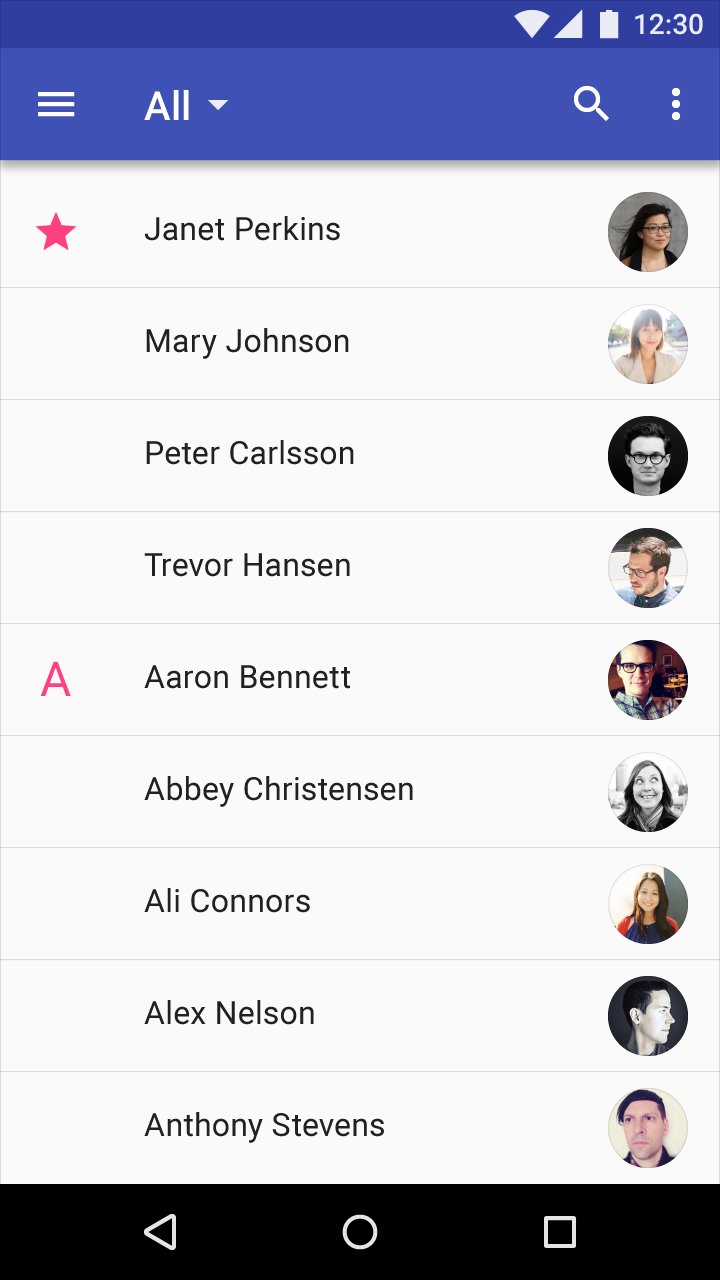 12:30
All
Janet Perkins
Mary Johnson
Peter Carlsson
Trevor Hansen
A
Aaron Bennett
Abbey Christensen
Ali Connors
Alex Nelson
Anthony Stevens